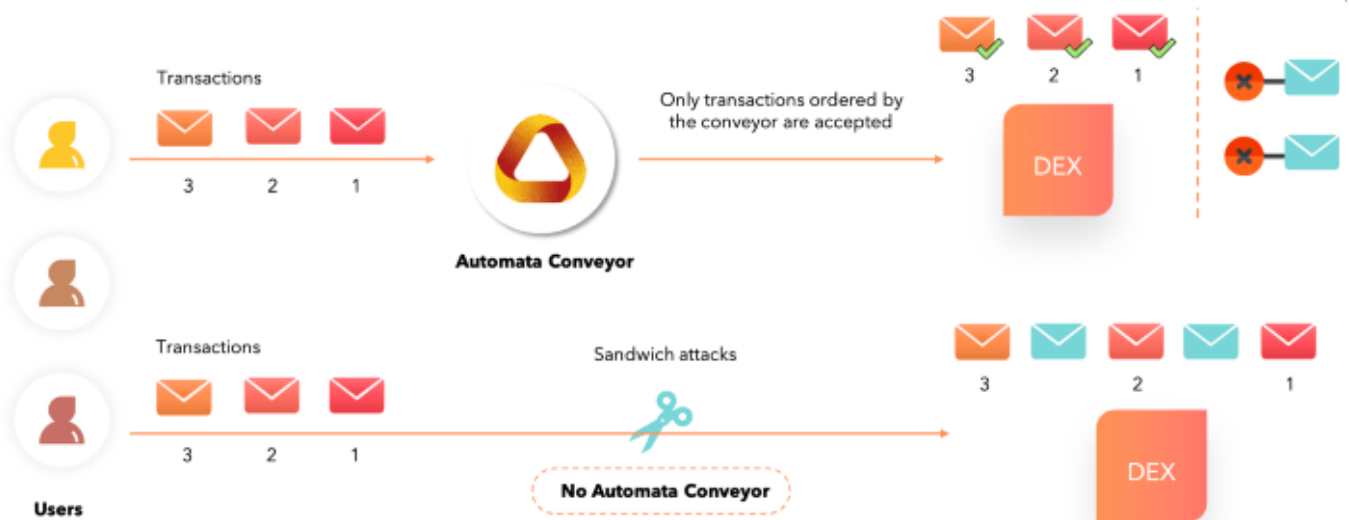 Transactions
3 2 1
Automata Conveyor
Only transactions ordered by
the conveyor are accepted
3 2 1
DEX
Transactions
3 2 1
Sandwich attacks
No Automata Conveyor
3 2 1
DEX
Users